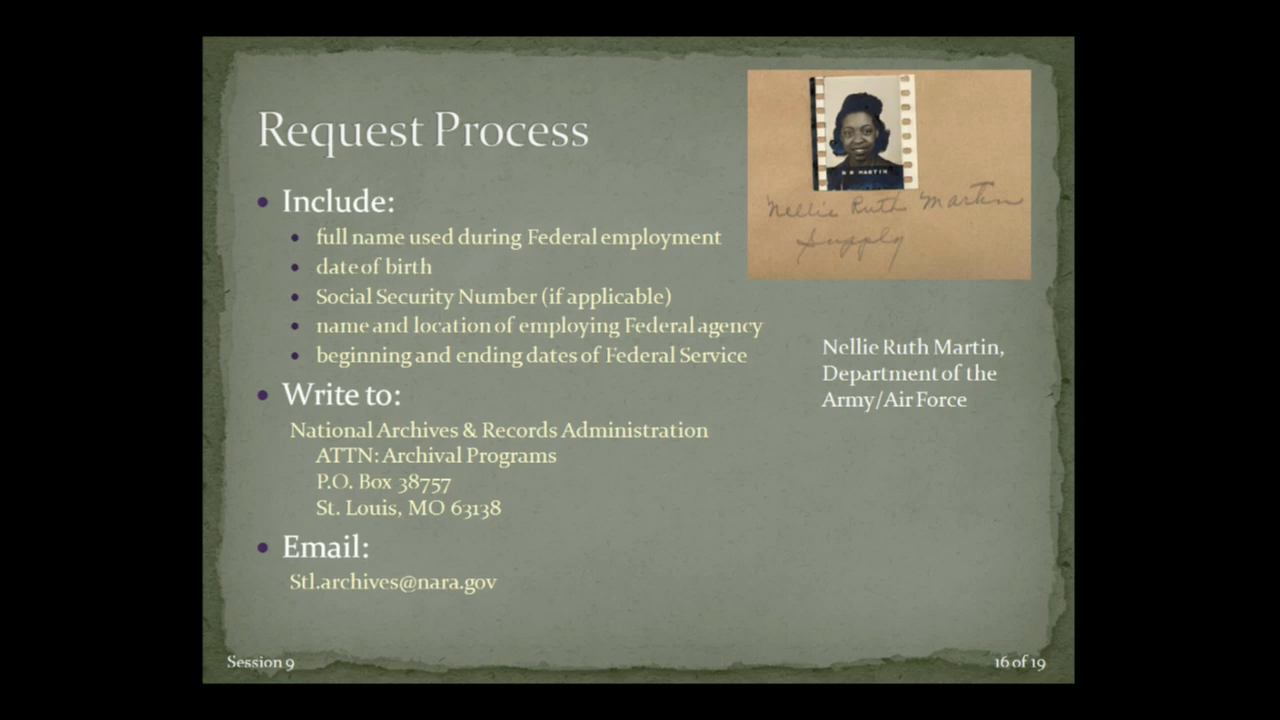 Request Process
• Include:
• full name used during Federal employment
• date of birth
• Social Security Number (if applicable)
• name and location of employing Federal agency
• beginning and ending dates of Federal Service
• Write to:
National Archives & Records Administration
ATTN: Archival Programs
P.O. Box 38757
St. Louis, MO 63138
• Email:
Stl.archives@nara.gov
N R MARTIN
Nellie Ruth Martin
Supply
Nellie Ruth Martin,
Department of the
Army/Air Force
Session 9
16 of 19